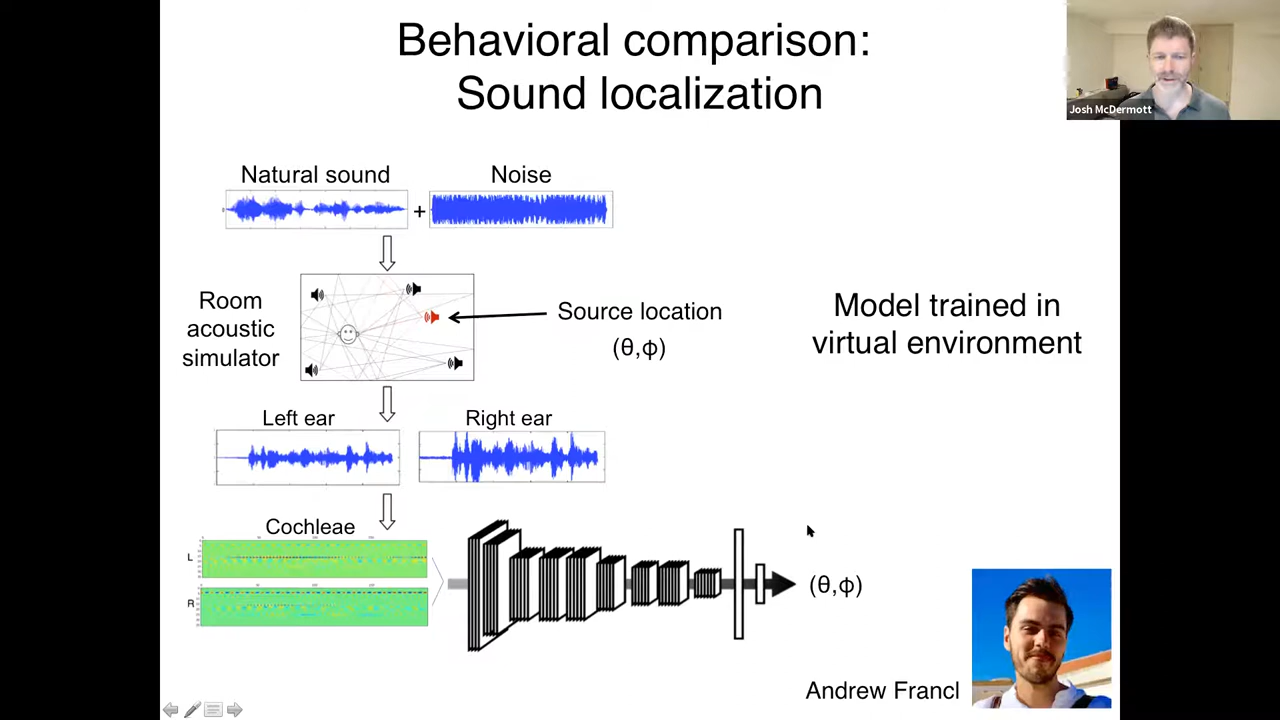 Behavioral comparison:
Sound localization
Josh McDermott
Natural sound
Noise
+
Room
acoustic
simulator
Source location
(θ,ϕ)
Model trained in
virtual environment
Left ear
Right ear
Cochleae
L
R
(θ,ϕ)
Andrew Francl